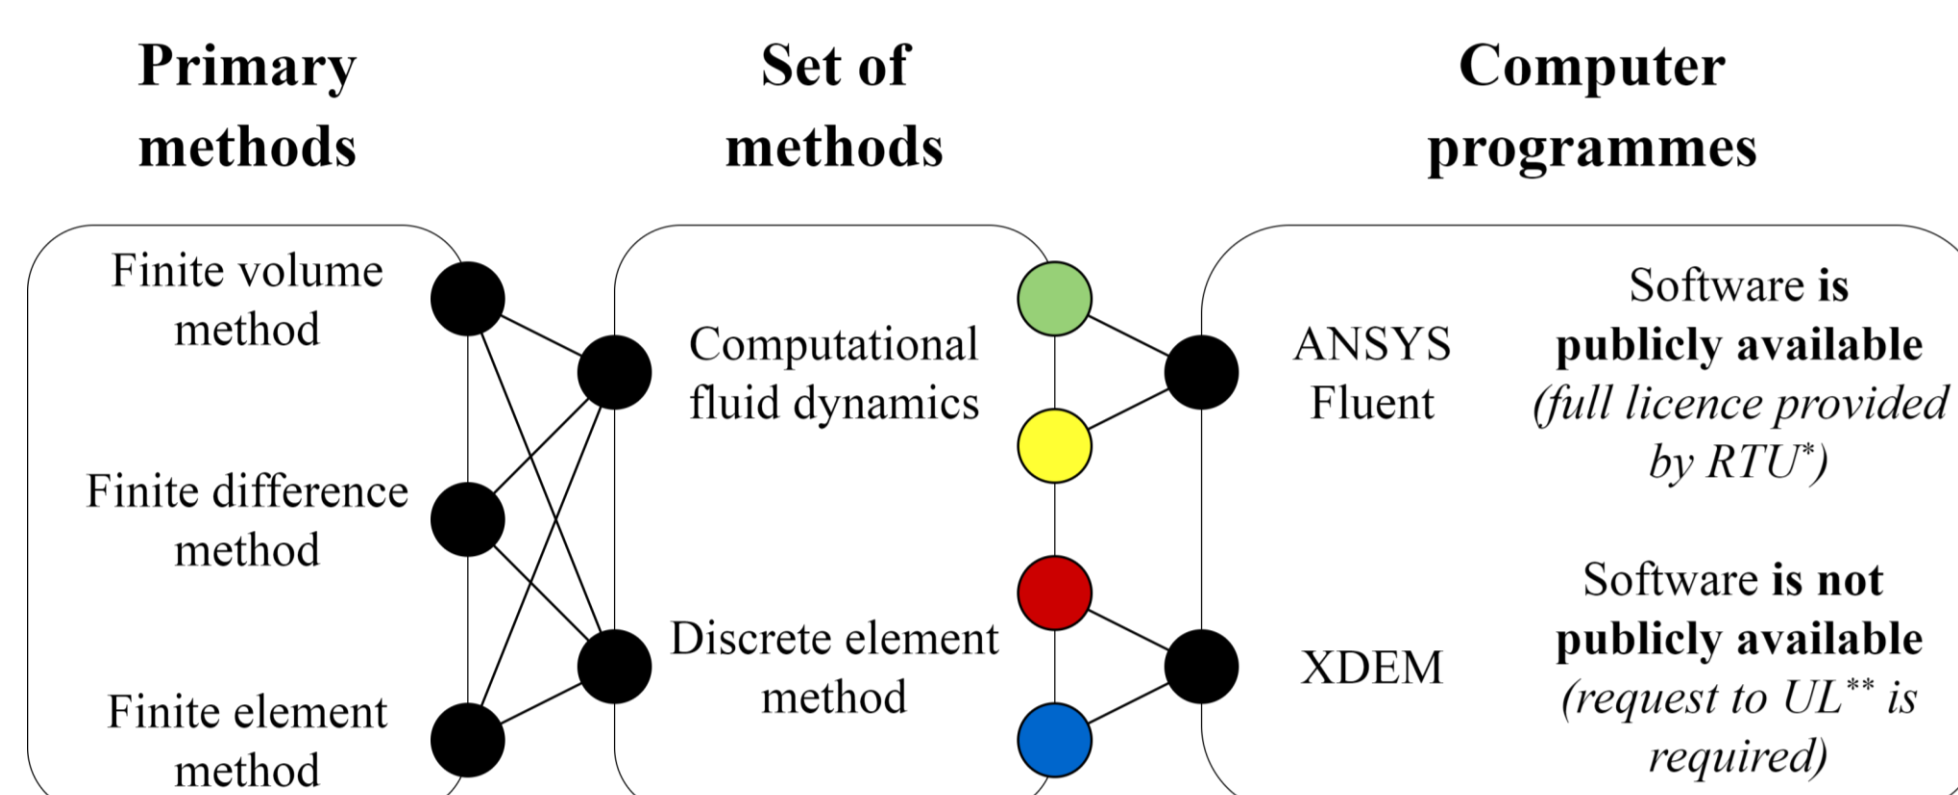 Primary
methods
Set of
methods
Computer
programmes
Finite volume
method
Finite difference
method
Finite element
method
Computational
fluid dynamics
Discrete element
method
ANSYS
Fluent
Software is
publicly available
(full licence provided
by RTU*)
XDEM
Software is not
publicly available
(request to UL** is
required)